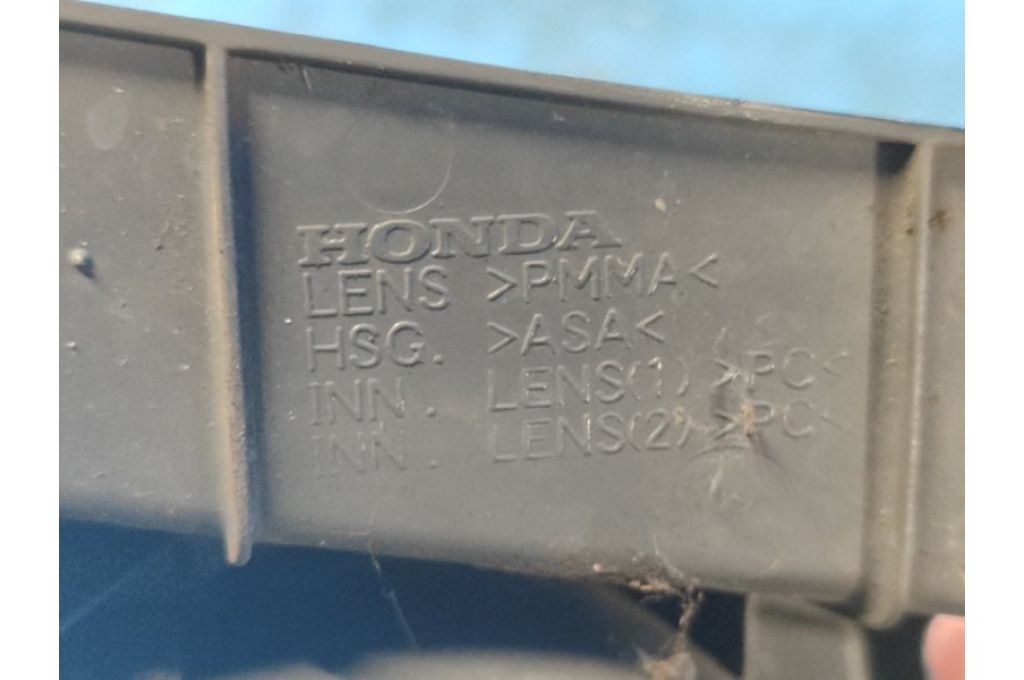 HONDA
LENS >PMMA<
HSG. >ASA<
INN. LENS(1) >PC<
INN. LENS(2) >PC<